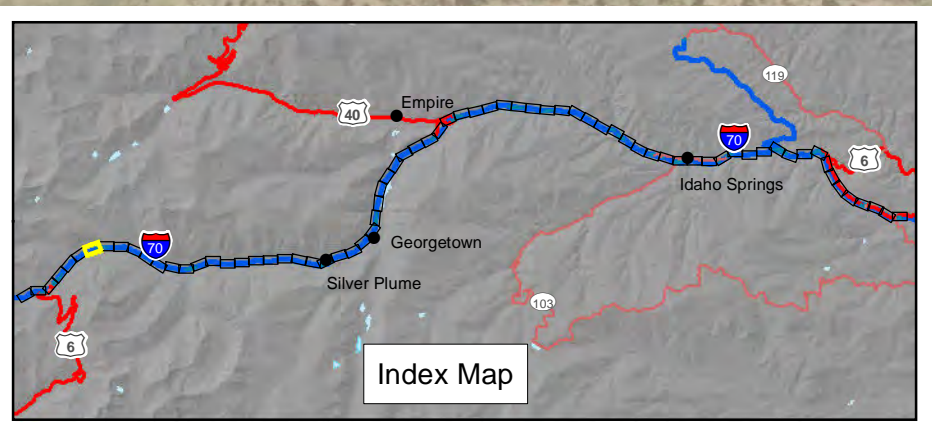 119
40
Empire
70
6
Idaho Springs
Georgetown
70
Silver Plume
103
6
Index Map